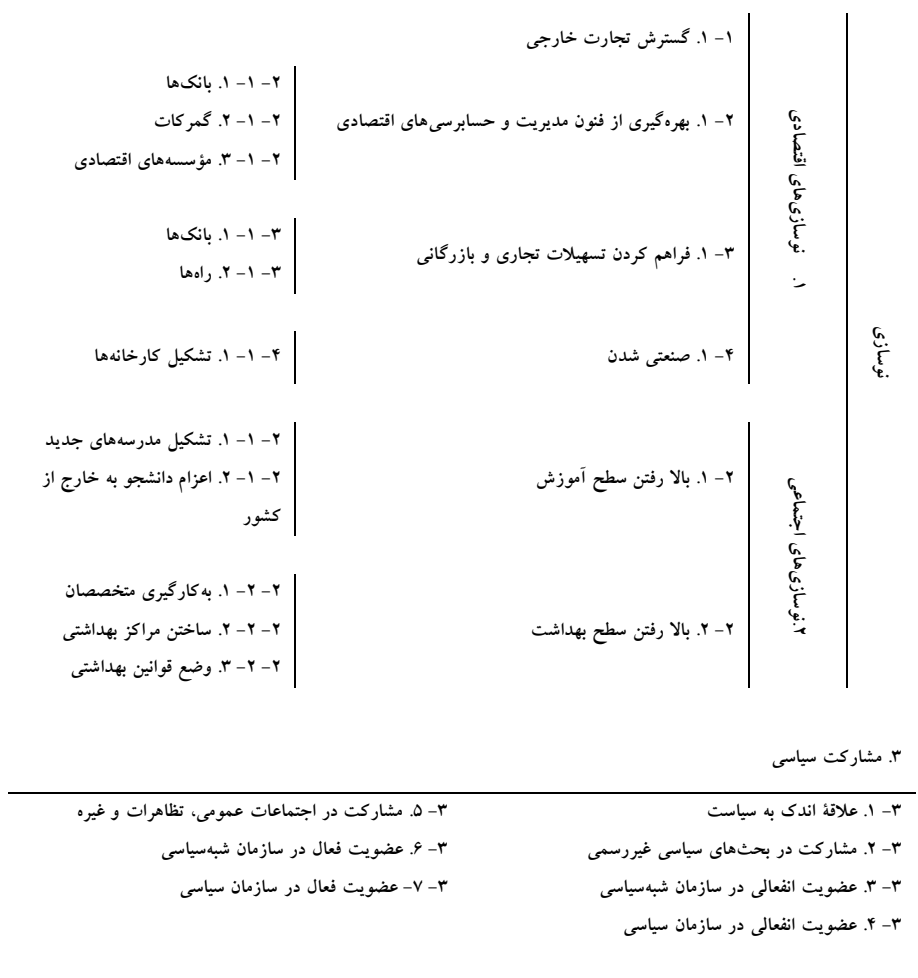 نوسازی
۱. نوسازی‌های اقتصادی
۱- ۱. گسترش تجارت خارجی
۲- ۱. بهره‌گیری از فنون مدیریت و حسابرسی‌های اقتصادی
۲- ۱- ۱. بانک‌ها
۲- ۱- ۲. گمرکات
۲- ۱- ۳. مؤسسه‌های اقتصادی
۳- ۱. فراهم کردن تسهیلات تجاری و بازرگانی
۳- ۱- ۱. بانک‌ها
۳- ۱- ۲. راه‌ها
۴- ۱. صنعتی شدن
۴- ۱- ۱. تشکیل کارخانه‌ها
۲.نوسازی‌های اجتماعی
۲- ۱. بالا رفتن سطح آموزش
۲- ۱- ۱. تشکیل مدرسه‌های جدید
۲- ۱- ۲. اعزام دانشجو به خارج از
کشور
۲- ۲. بالا رفتن سطح بهداشت
۲- ۲- ۱. به‌کارگیری متخصصان
۲- ۲- ۲. ساختن مراکز بهداشتی
۲- ۲- ۳. وضع قوانین بهداشتی
۳. مشارکت سیاسی
۳- ۱. علاقۀ اندک به سیاست
۳- ۲. مشارکت در بحث‌های سیاسی غیررسمی
۳- ۳. عضویت انفعالی در سازمان شبه‌سیاسی
۳- ۴. عضویت انفعالی در سازمان سیاسی
۳- ۵. مشارکت در اجتماعات عمومی، تظاهرات و غیره
۳- ۶. عضویت فعال در سازمان شبه‌سیاسی
۳- ۷- عضویت فعال در سازمان سیاسی